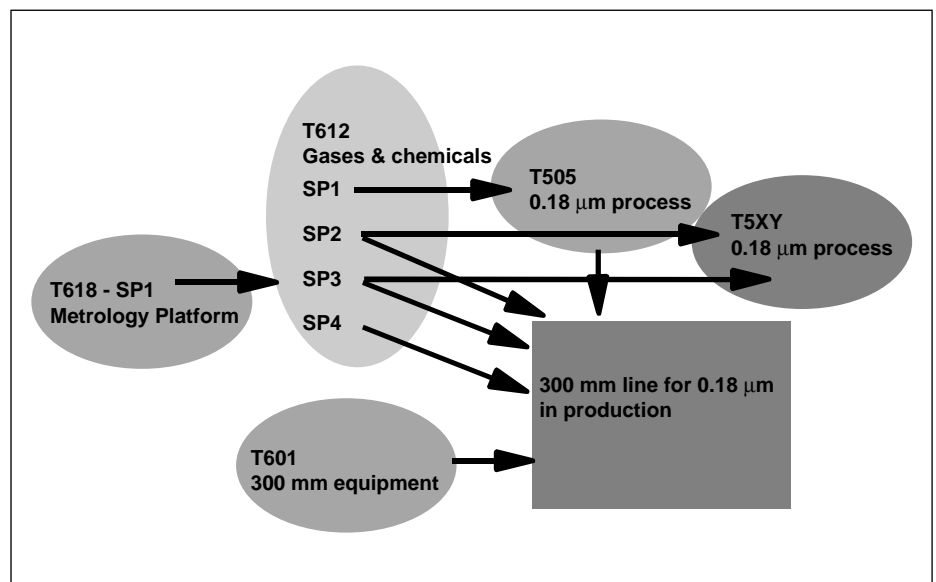 T612
Gases & chemicals
SP1
SP2
SP3
SP4
T505
0.18 μm process
T5XY
0.18 μm process
T618 - SP1
Metrology Platform
300 mm line for 0.18 μm
in production
T601
300 mm equipment